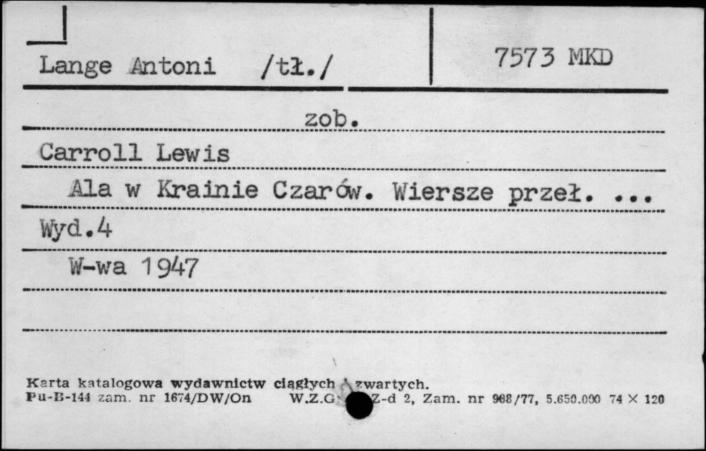 Lange Antoni /tł./ 7573 MKD
zob.
Carroll Lewis
Ala w Krainie Czarów. Wiersze przeł. ...
Wyd.4
W-wa 1947
Karta katalogowa wydawnictw ciągłych zwartych.
Pu-B-144 zam. nr 1674/DW/On W.Z.G. Z-d 2, Zam. nr 968/77, 5.650.000 74 × 120